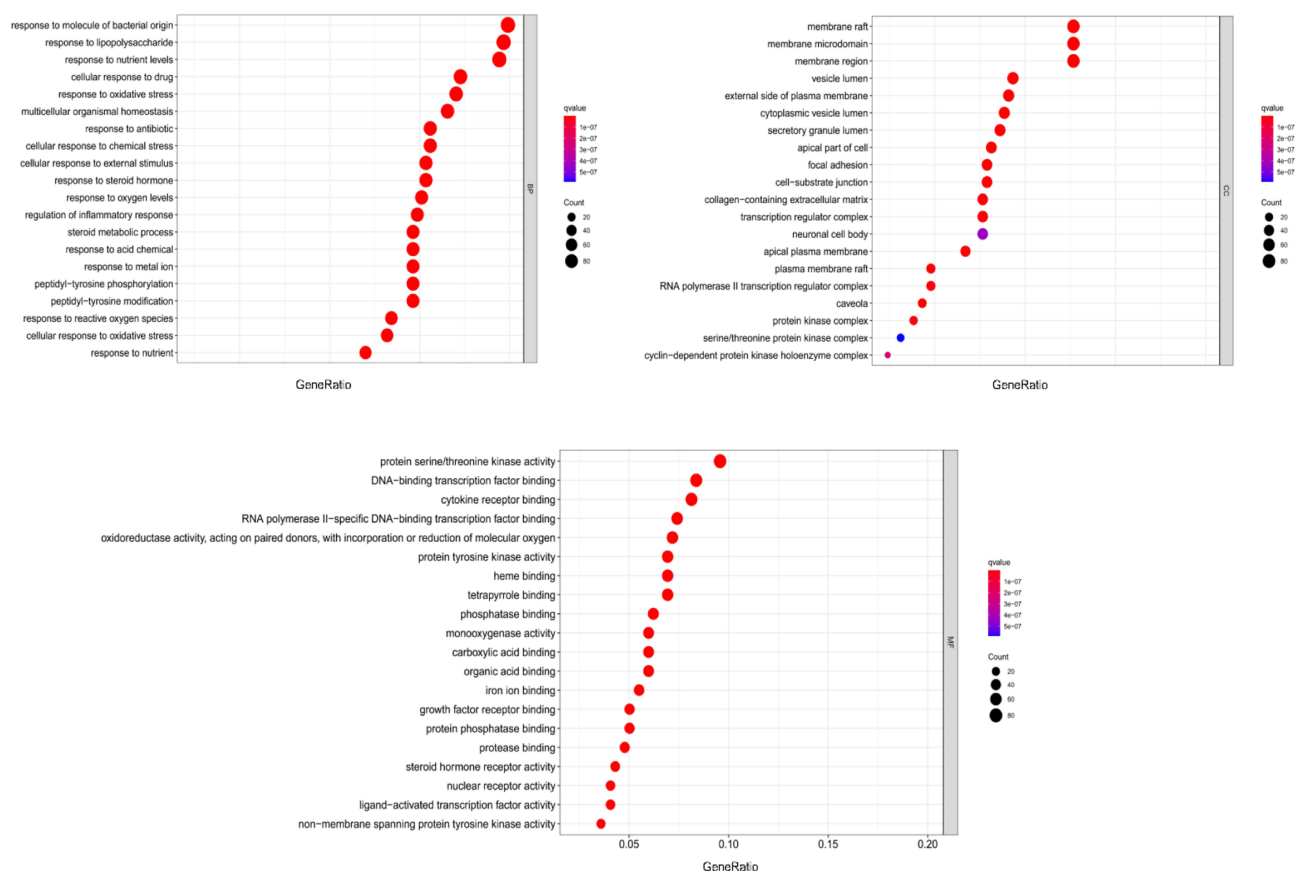 response to molecule of bacterial origin
response to lipopolysaccharide
response to nutrient levels
cellular response to drug
response to oxidative stress
multicellular organismal homeostasis
response to antibiotic
cellular response to chemical stress
cellular response to external stimulus
response to steroid hormone
response to oxygen levels
regulation of inflammatory response
steroid metabolic process
response to acid chemical
response to metal ion
peptidyl−tyrosine phosphorylation
peptidyl−tyrosine modification
response to reactive oxygen species
cellular response to oxidative stress
response to nutrient
GeneRatio
BP
qvalue
1e−07
2e−07
3e−07
4e−07
5e−07
Count
20
40
60
80
membrane raft
membrane microdomain
membrane region
vesicle lumen
external side of plasma membrane
cytoplasmic vesicle lumen
secretory granule lumen
apical part of cell
focal adhesion
cell−substrate junction
collagen−containing extracellular matrix
transcription regulator complex
neuronal cell body
apical plasma membrane
plasma membrane raft
RNA polymerase II transcription regulator complex
caveola
protein kinase complex
serine/threonine protein kinase complex
cyclin−dependent protein kinase holoenzyme complex
GeneRatio
CC
qvalue
1e−07
2e−07
3e−07
4e−07
5e−07
Count
20
40
60
80
protein serine/threonine kinase activity
DNA−binding transcription factor binding
cytokine receptor binding
RNA polymerase II−specific DNA−binding transcription factor binding
oxidoreductase activity, acting on paired donors, with incorporation or reduction of molecular oxygen
protein tyrosine kinase activity
heme binding
tetrapyrrole binding
phosphatase binding
monooxygenase activity
carboxylic acid binding
organic acid binding
iron ion binding
growth factor receptor binding
protein phosphatase binding
protease binding
steroid hormone receptor activity
nuclear receptor activity
ligand−activated transcription factor activity
non−membrane spanning protein tyrosine kinase activity
0.05 0.10 0.15 0.20
GeneRatio
MF
qvalue
1e−07
2e−07
3e−07
4e−07
5e−07
Count
20
40
60
80